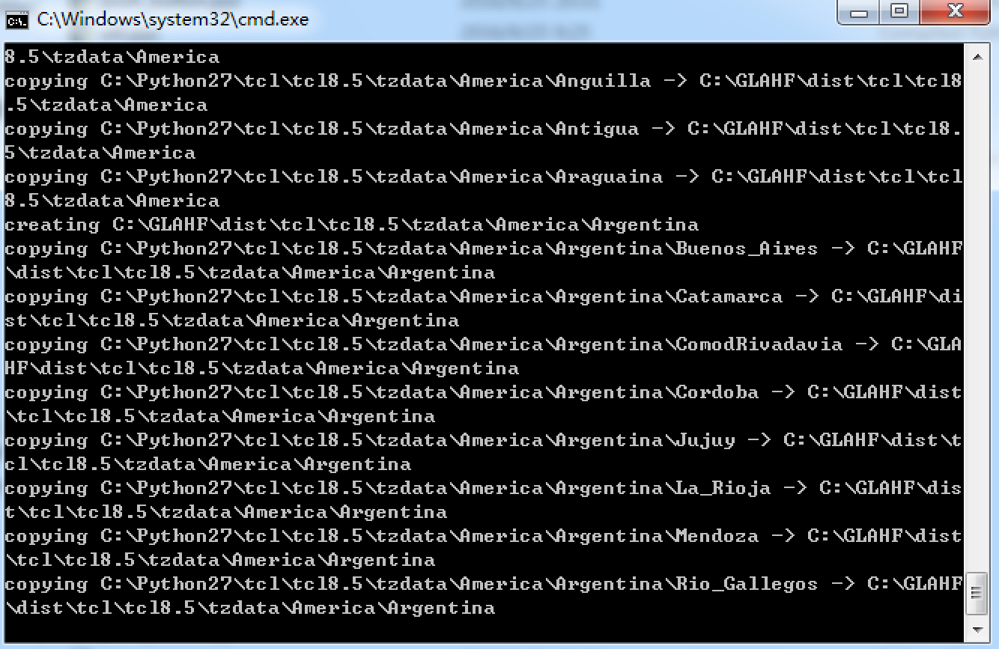 C:\Windows\system32\cmd.exe
8.5\tzdata\America
copying C:\Python27\tcl\tcl8.5\tzdata\America\Anguilla -> C:\GLAHF\dist\tcl\tcl8
.5\tzdata\America
copying C:\Python27\tcl\tcl8.5\tzdata\America\Antigua -> C:\GLAHF\dist\tcl\tcl8.
5\tzdata\America
copying C:\Python27\tcl\tcl8.5\tzdata\America\Araguaina -> C:\GLAHF\dist\tcl\tcl
8.5\tzdata\America
creating C:\GLAHF\dist\tcl\tcl8.5\tzdata\America\Argentina
copying C:\Python27\tcl\tcl8.5\tzdata\America\Argentina\Buenos_Aires -> C:\GLAHF
\dist\tcl\tcl8.5\tzdata\America\Argentina
copying C:\Python27\tcl\tcl8.5\tzdata\America\Argentina\Catamarca -> C:\GLAHF\di
st\tcl\tcl8.5\tzdata\America\Argentina
copying C:\Python27\tcl\tcl8.5\tzdata\America\Argentina\ComodRivadavia -> C:\GLA
HF\dist\tcl\tcl8.5\tzdata\America\Argentina
copying C:\Python27\tcl\tcl8.5\tzdata\America\Argentina\Cordoba -> C:\GLAHF\dist
\tcl\tcl8.5\tzdata\America\Argentina
copying C:\Python27\tcl\tcl8.5\tzdata\America\Argentina\Jujuy -> C:\GLAHF\dist\t
cl\tcl8.5\tzdata\America\Argentina
copying C:\Python27\tcl\tcl8.5\tzdata\America\Argentina\La_Rioja -> C:\GLAHF\dis
t\tcl\tcl8.5\tzdata\America\Argentina
copying C:\Python27\tcl\tcl8.5\tzdata\America\Argentina\Mendoza -> C:\GLAHF\dist
\tcl\tcl8.5\tzdata\America\Argentina
copying C:\Python27\tcl\tcl8.5\tzdata\America\Argentina\Rio_Gallegos -> C:\GLAHF
\dist\tcl\tcl8.5\tzdata\America\Argentina